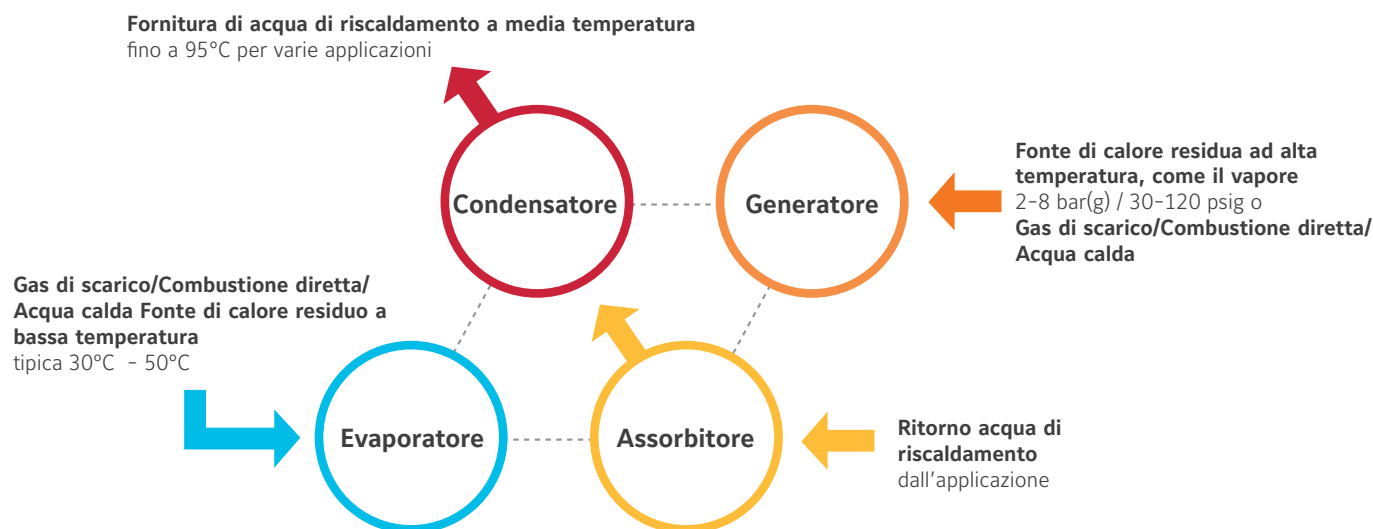 Fornitura di acqua di riscaldamento a media temperatura
fino a 95°C per varie applicazioni
Condensatore
Generatore
Fonte di calore residua ad alta
temperatura, come il vapore
2-8 bar(g) / 30-120 psig o
Gas di scarico/Combustione diretta/
Acqua calda
Gas di scarico/Combustione diretta/
Acqua calda Fonte di calore residuo a
bassa temperatura
tipica 30°C - 50°C
Evaporatore
Assorbitore
Ritorno acqua di
riscaldamento
dall'applicazione